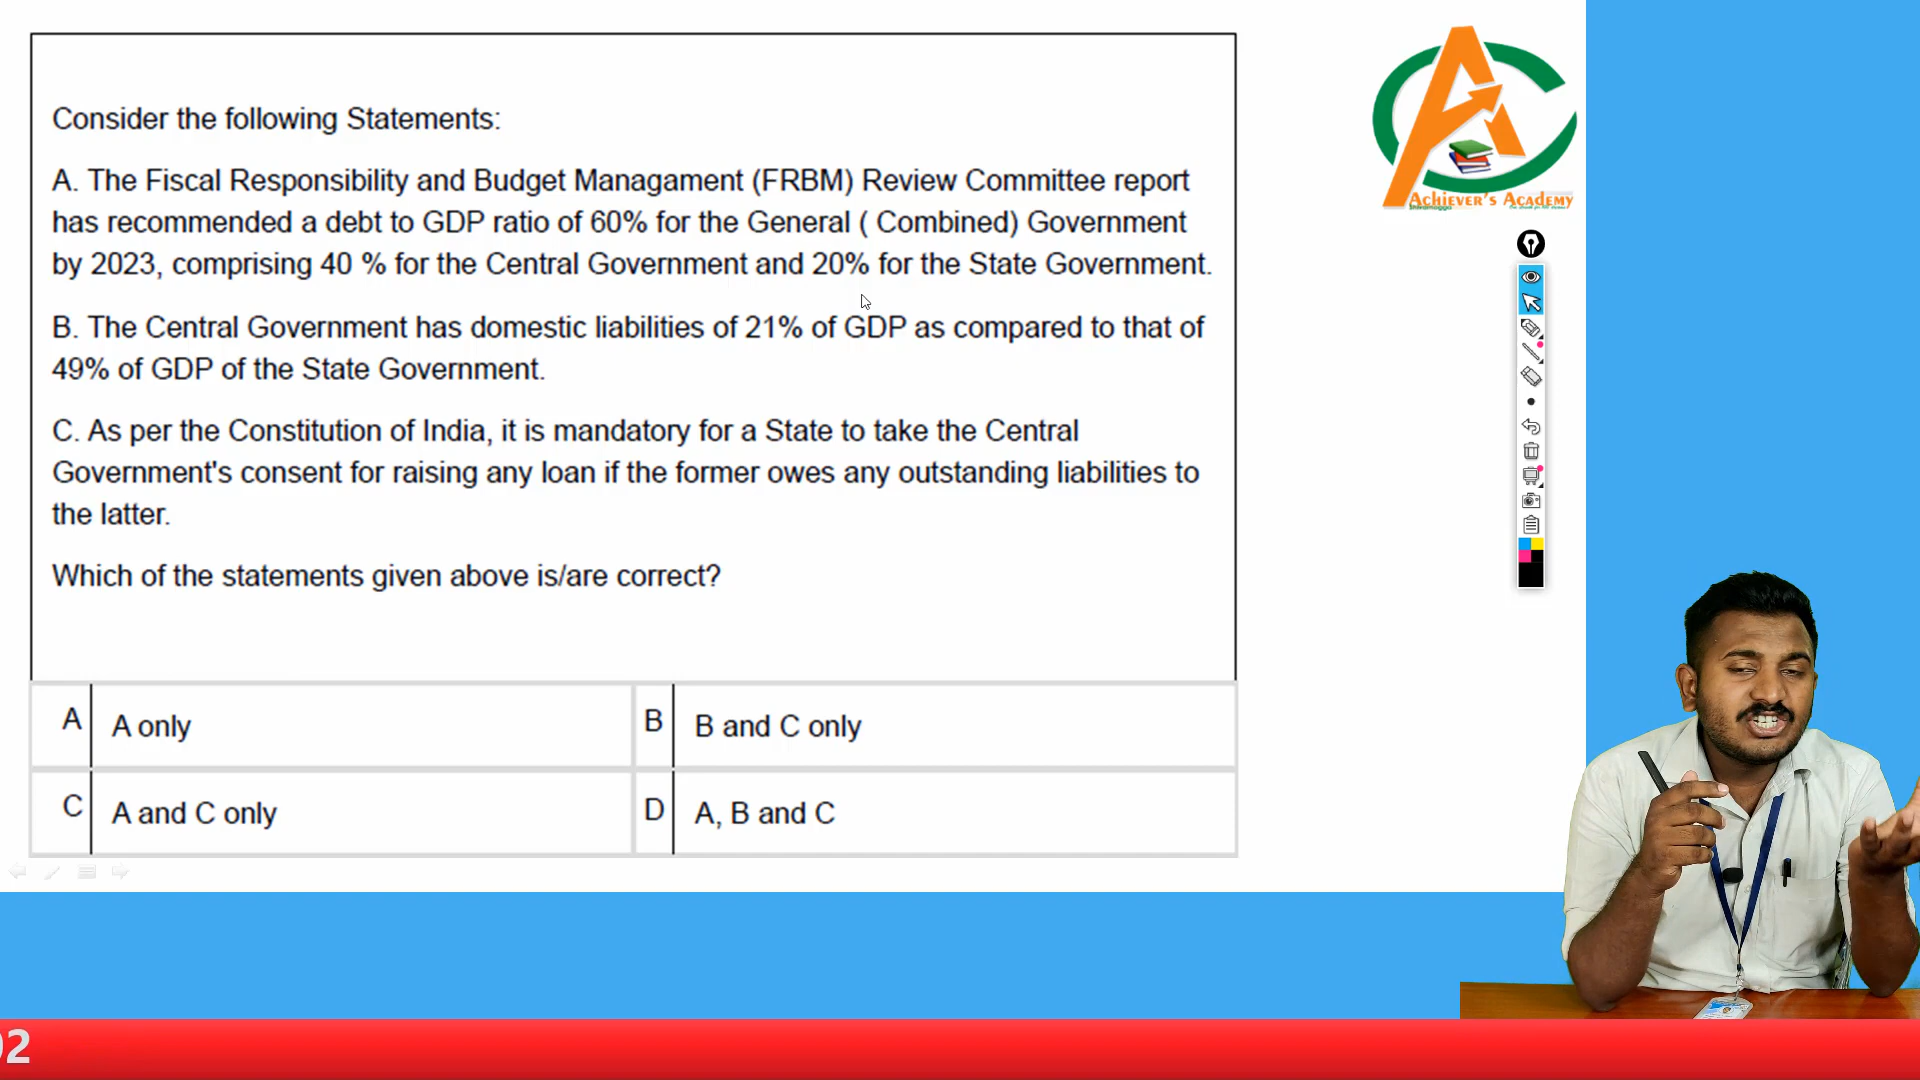 Consider the following Statements:
A. The Fiscal Responsibility and Budget Managament (FRBM) Review Committee report
has recommended a debt to GDP ratio of 60% for the General ( Combined) Government
by 2023, comprising 40 % for the Central Government and 20% for the State Government.
B. The Central Government has domestic liabilities of 21% of GDP as compared to that of
49% of GDP of the State Government.
C. As per the Constitution of India, it is mandatory for a State to take the Central
Government's consent for raising any loan if the former owes any outstanding liabilities to
the latter.
Which of the statements given above is/are correct?
A A only
B B and C only
C A and C only
D A, B and C
Achiever's Academy
02